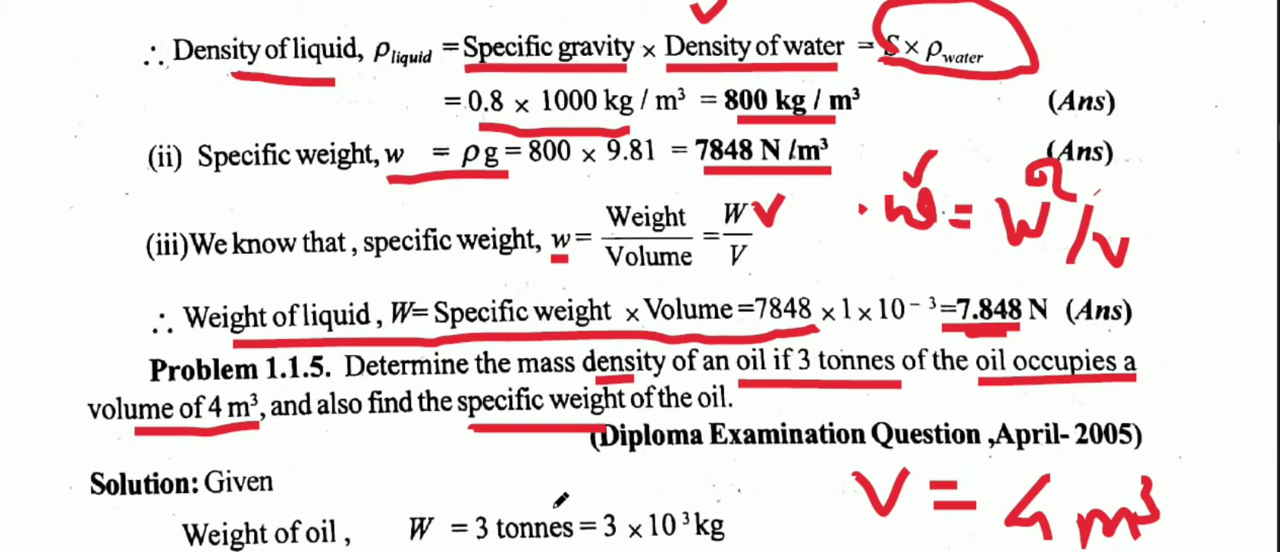 ∴ Density of liquid, ρ liquid = Specific gravity × Density of water = S × ρ water
= 0.8 × 1000 kg / m³ = 800 kg / m³ (Ans)
(ii) Specific weight, w = ρg = 800 × 9.81 = 7848 N /m³ (Ans)
(iii) We know that, specific weight, w = Weight / Volume = W / V
= W / V
∴ Weight of liquid, W= Specific weight × Volume =7848 × 1 × 10⁻³ =7.848 N (Ans)
Problem 1.1.5. Determine the mass density of an oil if 3 tonnes of the oil occupies a
volume of 4 m³, and also find the specific weight of the oil.
(Diploma Examination Question ,April- 2005)
V = 4 m³
Solution: Given
Weight of oil, W = 3 tonnes = 3 × 10³ kg